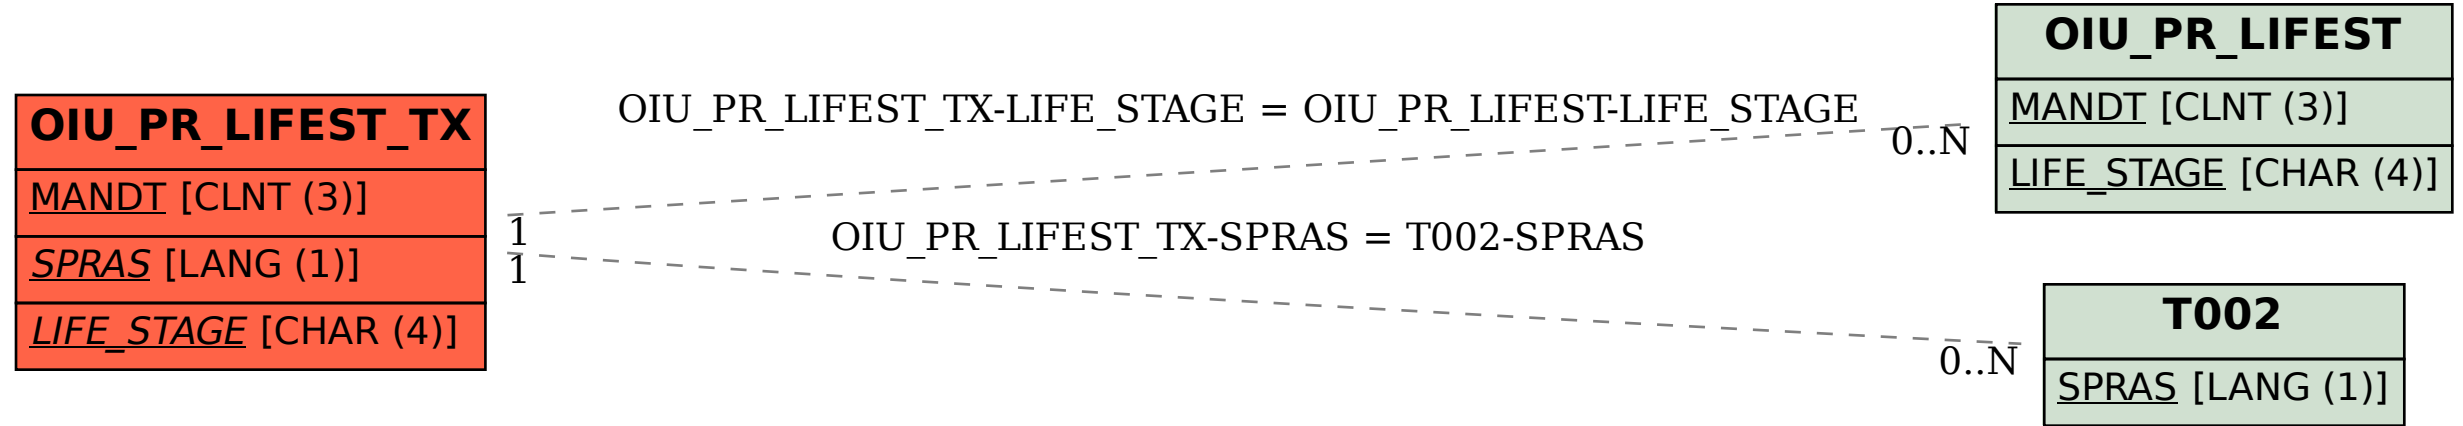 OIU_PR_LIFEST_TX
MANDT [CLNT (3)]
SPRAS [LANG (1)]
LIFE_STAGE [CHAR (4)]
OIU_PR_LIFEST_TX-LIFE_STAGE = OIU_PR_LIFEST-LIFE_STAGE
0..N
1
OIU_PR_LIFEST_TX-SPRAS = T002-SPRAS
1
0..N
OIU_PR_LIFEST
MANDT [CLNT (3)]
LIFE_STAGE [CHAR (4)]
T002
SPRAS [LANG (1)]